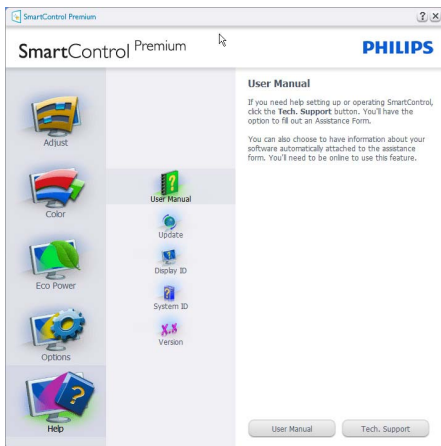 SmartControl Premium
SmartControl Premium
PHILIPS
Adjust
Color
Eco Power
Options
Help
User Manual
Update
Display ID
System ID
X.X
Version
User Manual
If you need help setting up or operating SmartControl,
click the Tech. Support button. You'll have the
option to fill out an Assistance Form.
You can also choose to have information about your
software automatically attached to the assistance
form. You'll need to be online to use this feature.
User Manual
Tech. Support